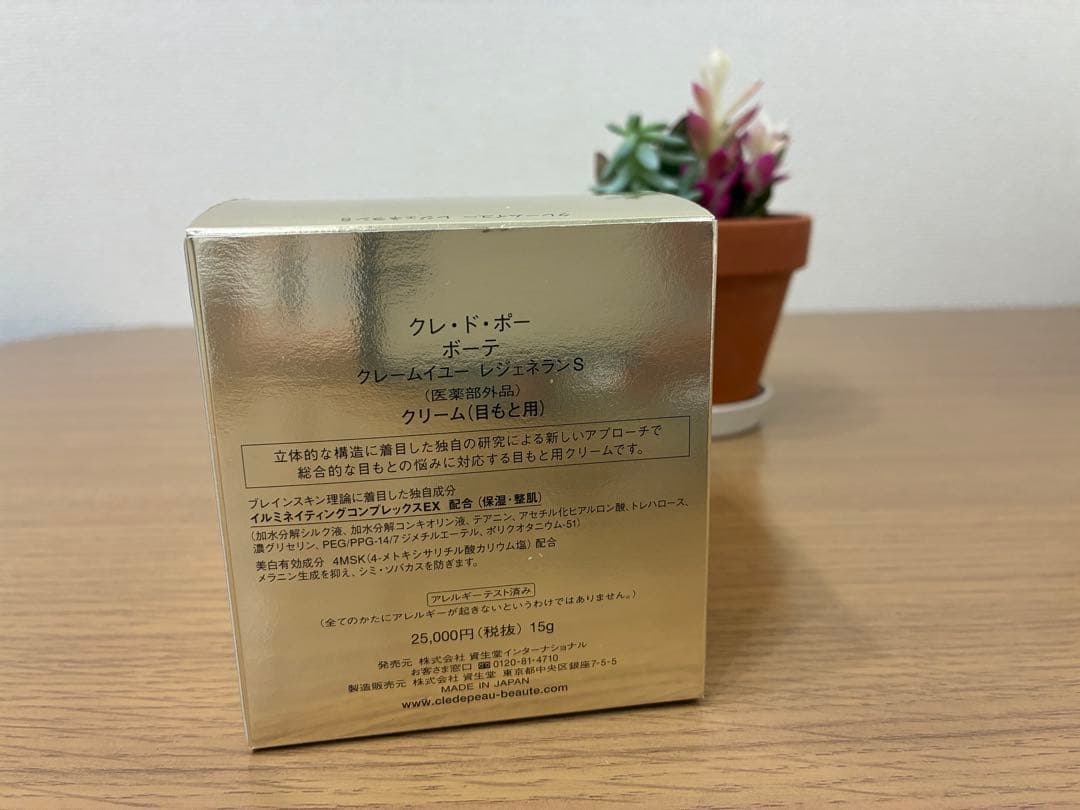 クレームイユー レジェネランS
クレ・ド・ポー
ボーテ
クレームイユー レジェネランS
(医薬部外品)
クリーム(目もと用)
立体的な構造に着目した独自の研究による新しいアプローチで
総合的な目もとの悩みに対応する目もと用クリームです。
ブレインスキン理論に着目した独自成分
イルミネイティングコンプレックスEX 配合 (保湿・整肌)
(加水分解シルク液、加水分解コンキオリン液、テアニン、アセチル化ヒアルロン酸、トレハロース、
濃グリセリン、PEG/PPG-14/7ジメチルエーテル、ポリクオタニウム-51)
美白有効成分 4MSK(4-メトキシサリチル酸カリウム塩) 配合
メラニン生成を抑え、シミ・ソバカスを防ぎます。
アレルギーテスト済み
(全てのかたにアレルギーが起きないというわけではありません。)
25,000円(税抜) 15g
発売元 株式会社 資生堂インターナショナル
お客さま窓口 0120-81-4710
製造販売元 株式会社 資生堂 東京都中央区銀座7-5-5
MADE IN JAPAN
www.cledepeau-beaute.com